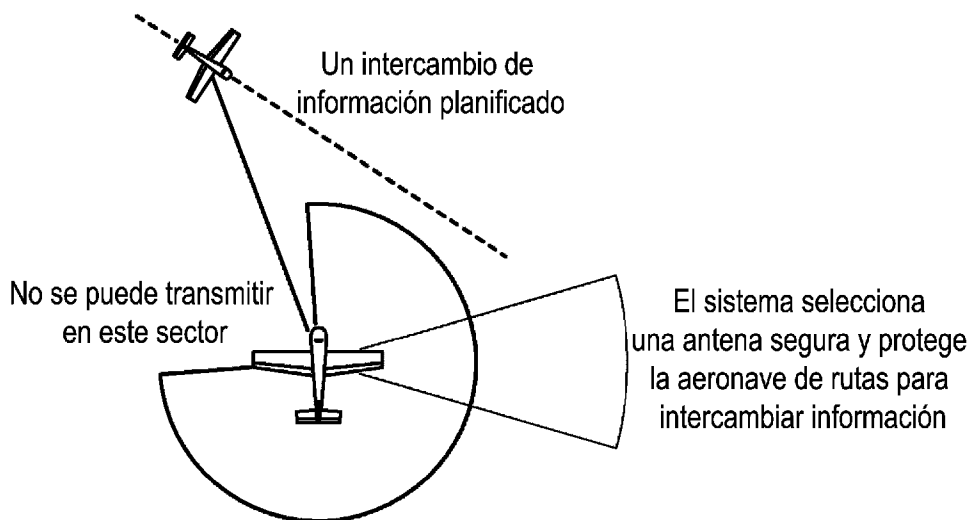 Un intercambio de
información planificado
No se puede transmitir
en este sector
El sistema selecciona
una antena segura y protege
la aeronave de rutas para
intercambiar información